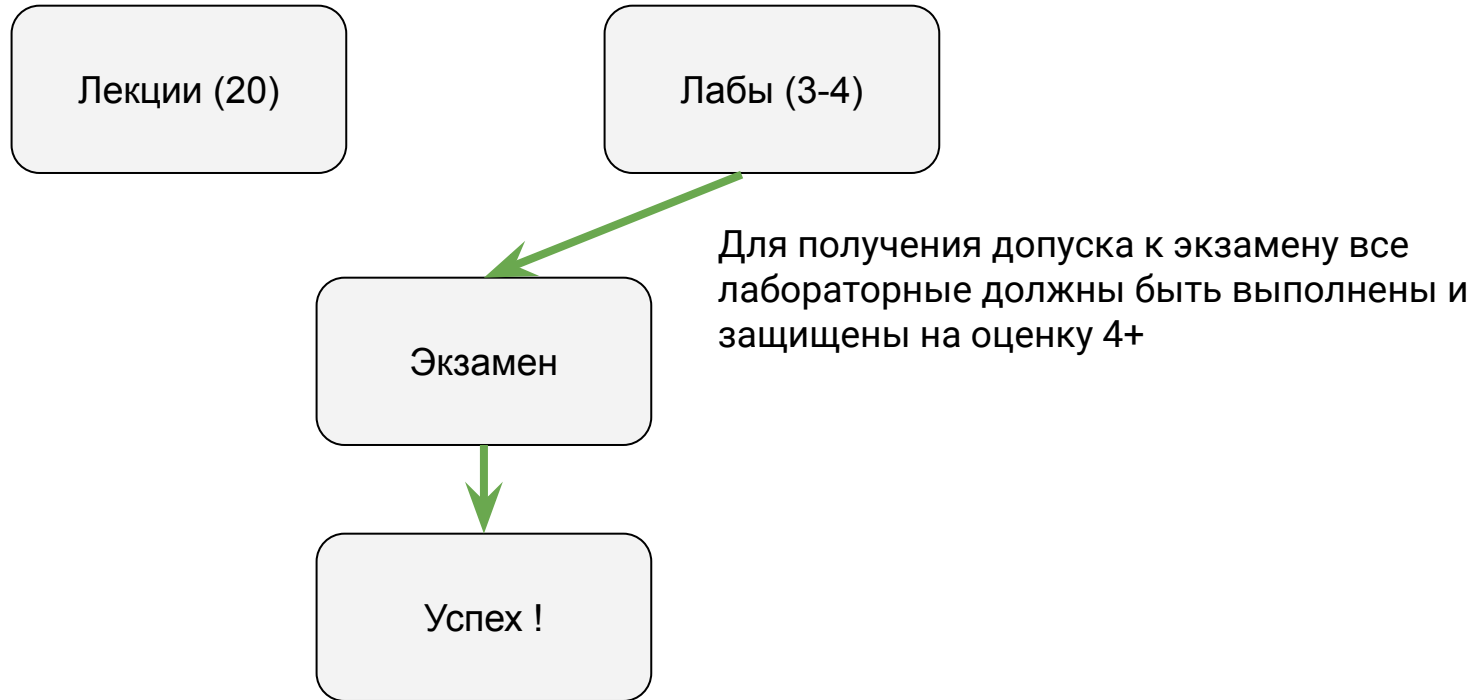 Лекции (20)
Лабы (3-4)
Для получения допуска к экзамену все
лабораторные должны быть выполнены и
защищены на оценку 4+
Экзамен
Успех !